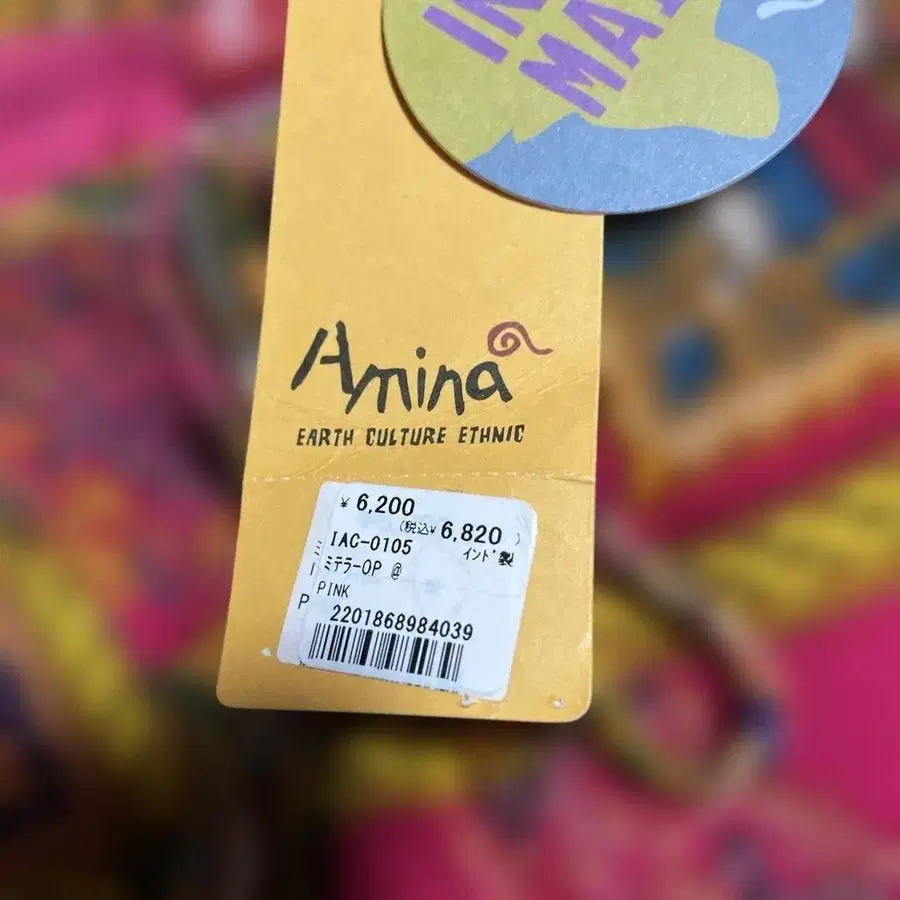 Amina
EARTH CULTURE ETHNIC
¥ 6,200
(税込¥ 6,820 )
IAC-0105 インド製
ミテラーOP @
PINK
P
2201868984039